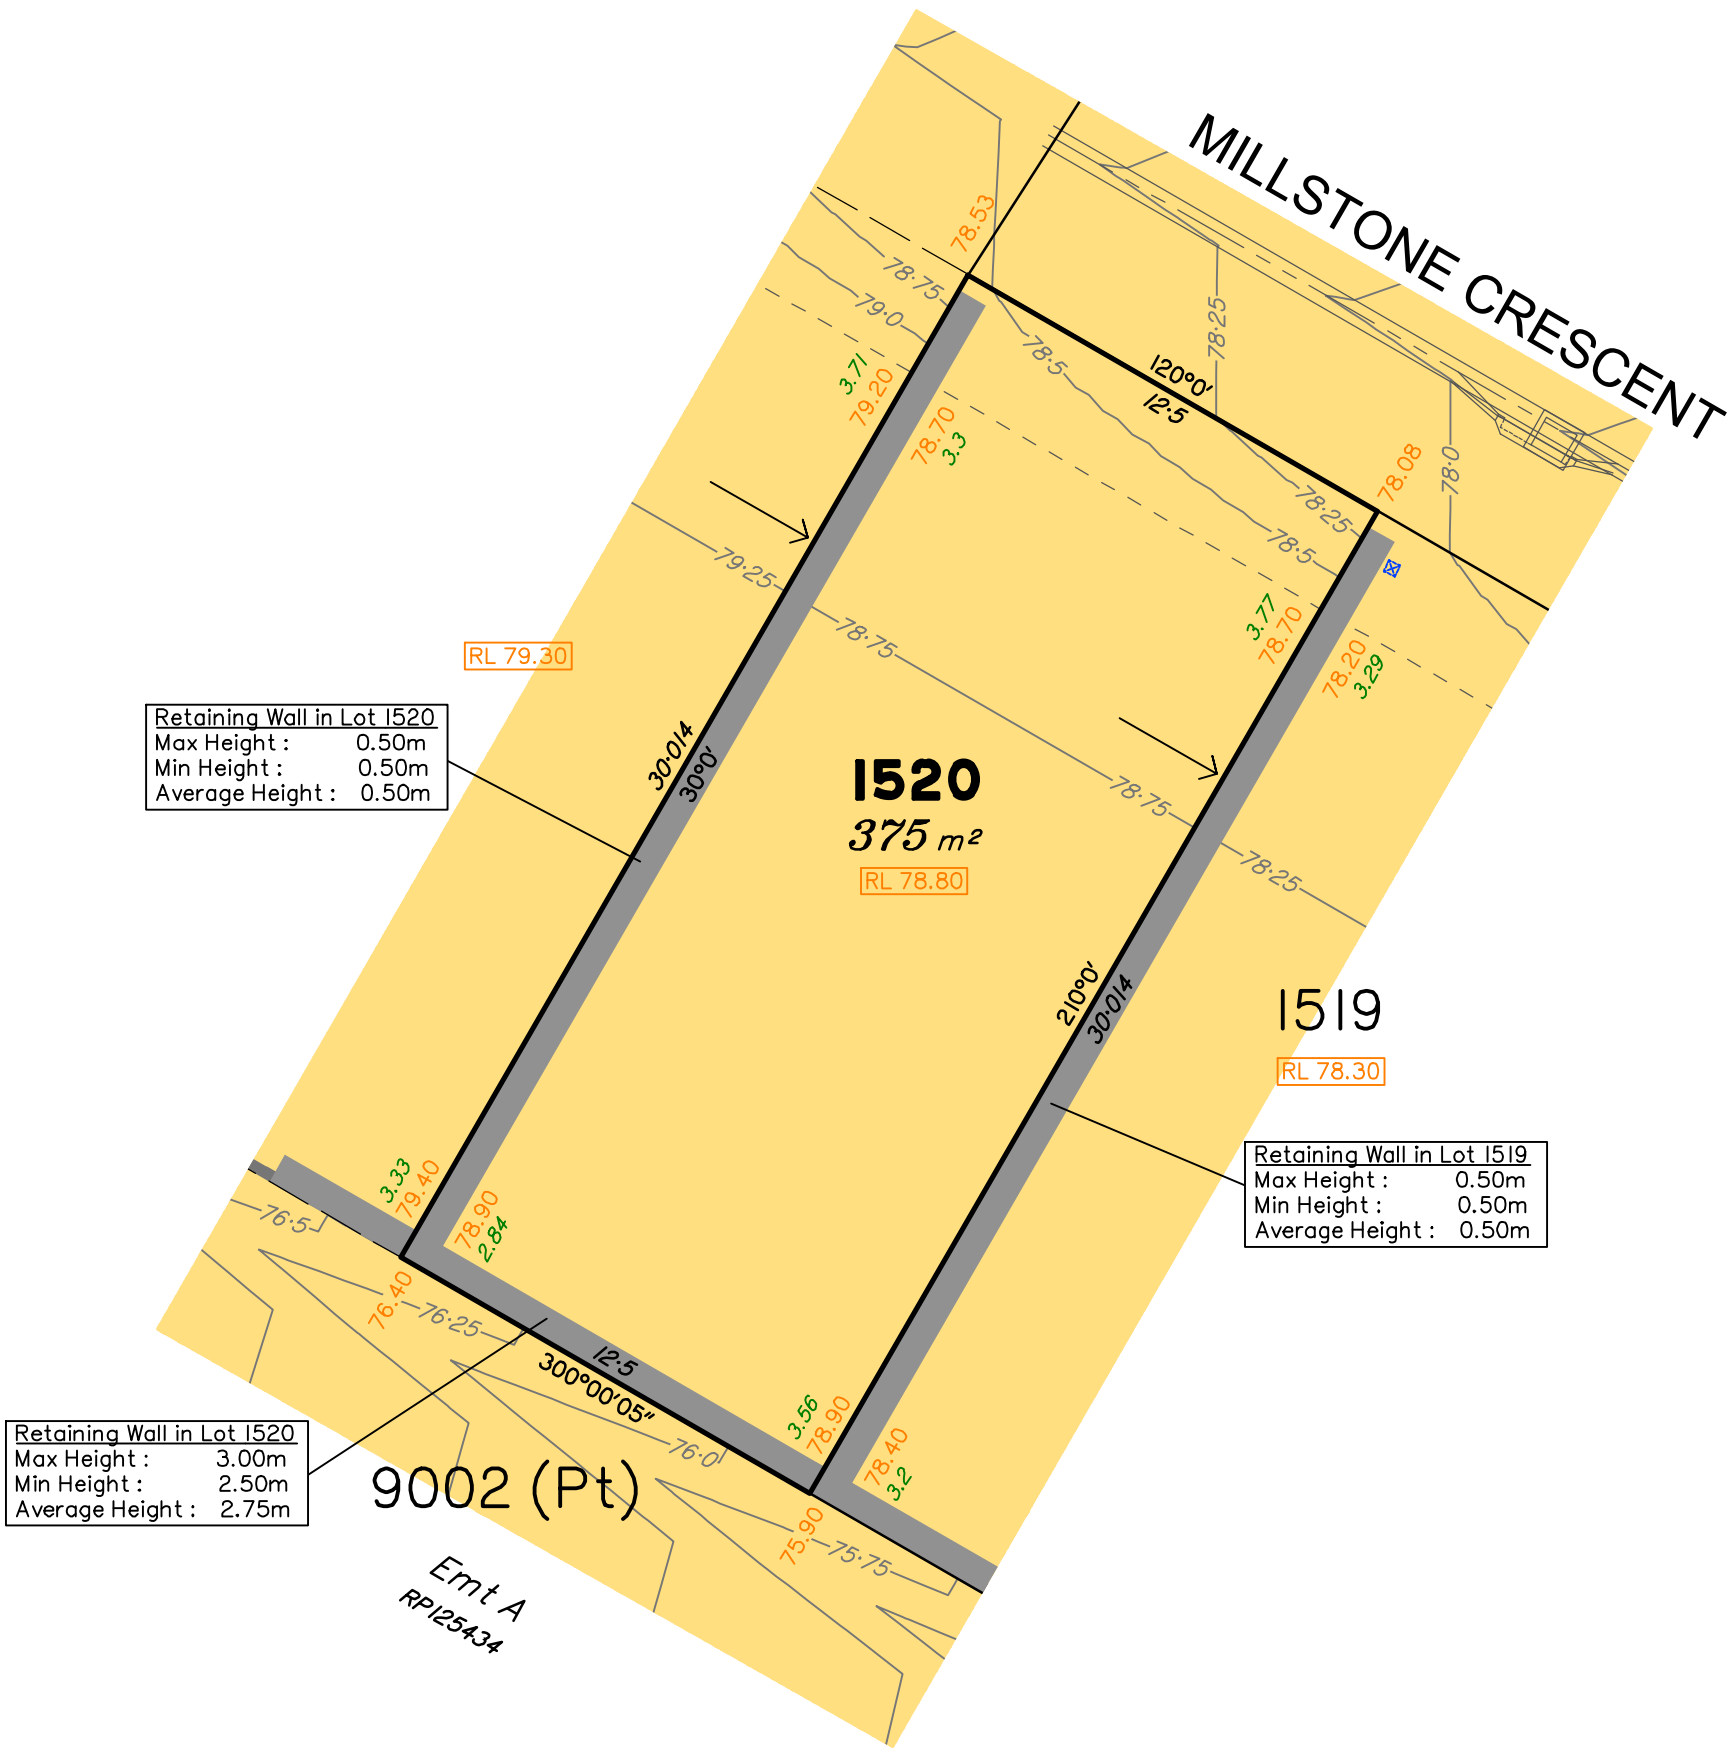 MILLSTONE CRESCENT
78.53
78·75
79·0
78·25
78·5
120°0'
12·5
3.71
79.20
78.70
3.3
78.08
78·0
78·25
78·5
79·25
78·75
3.77
78.70
78.20
3.29
RL 79.30
Retaining Wall in Lot 1520
Max Height : 0.50m
Min Height : 0.50m
Average Height : 0.50m
30·014
30°0'
1520
375 m²
RL 78.80
78·75
78·25
210°0'
30·014
1519
RL 78.30
Retaining Wall in Lot 1519
Max Height : 0.50m
Min Height : 0.50m
Average Height : 0.50m
3.33
79.40
78.90
2.84
76·5
76.40
76·25
12·5
300°00'05"
3.56
78.90
78.40
3.2
76·0
75.90
75·75
Retaining Wall in Lot 1520
Max Height : 3.00m
Min Height : 2.50m
Average Height : 2.75m
9002 (Pt)
Emt A
RP125434